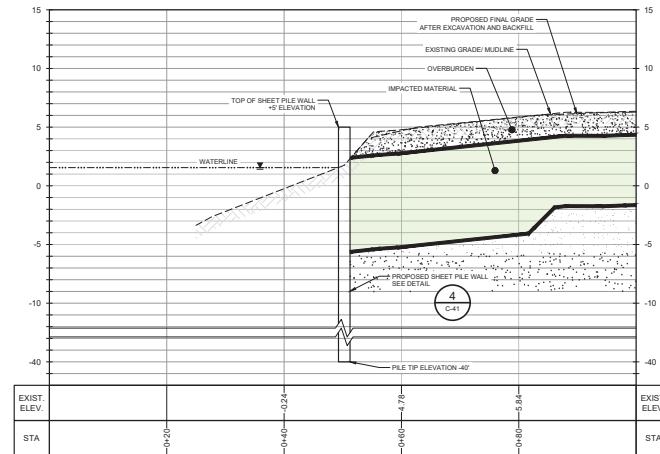 15
PROPOSED FINAL GRADE
AFTER EXCAVATION AND BACKFILL
15
EXISTING GRADE/ MUDLINE
10
OVERBURDEN
10
IMPACTED MATERIAL
TOP OF SHEET PILE WALL
+5' ELEVATION
5
5
WATERLINE
0
0
-5
-5
PROPOSED SHEET PILE WALL
SEE DETAIL
4
C-41
-10
-10
-40
PILE TIP ELEVATION -40'
-40
EXIST.
ELEV.
-0.24
4.78
5.84
EXIST.
ELEV.
STA
0+20
0+40
0+60
0+80
STA